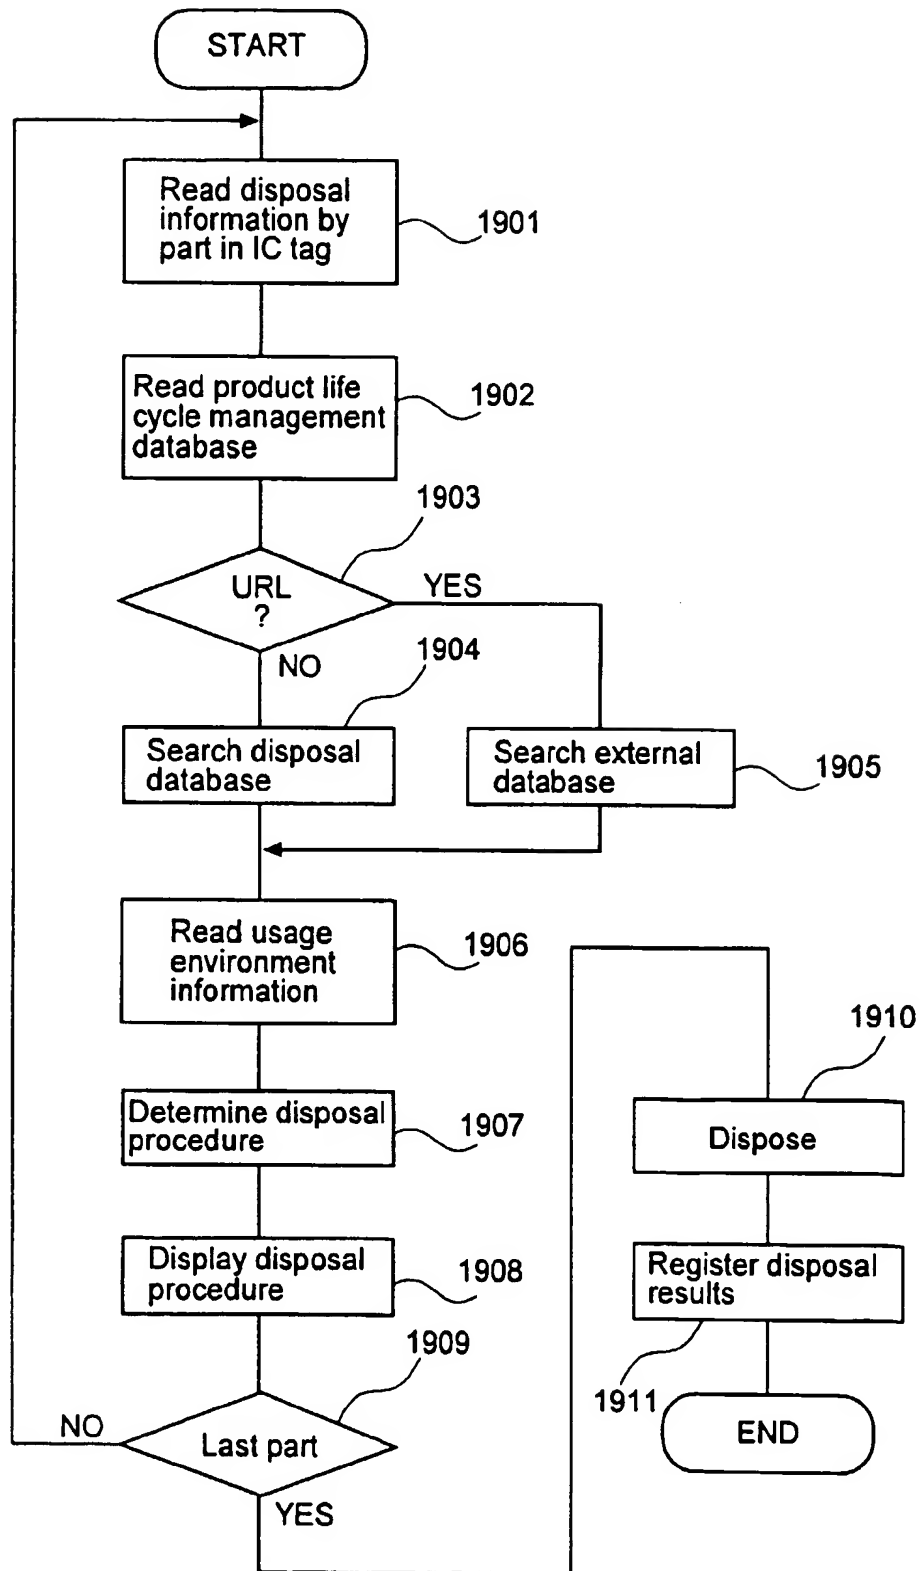 START
Read disposal
information by
part in IC tag
1901
Read product life
cycle management
database
1902
1903
URL
?
YES
NO
1904
Search disposal
database
Search external
database
1905
Read usage
environment
information
1906
Determine disposal
procedure
1907
Display disposal
procedure
1908
1909
Last part
NO
YES
1910
Dispose
Register disposal
results
1911
END